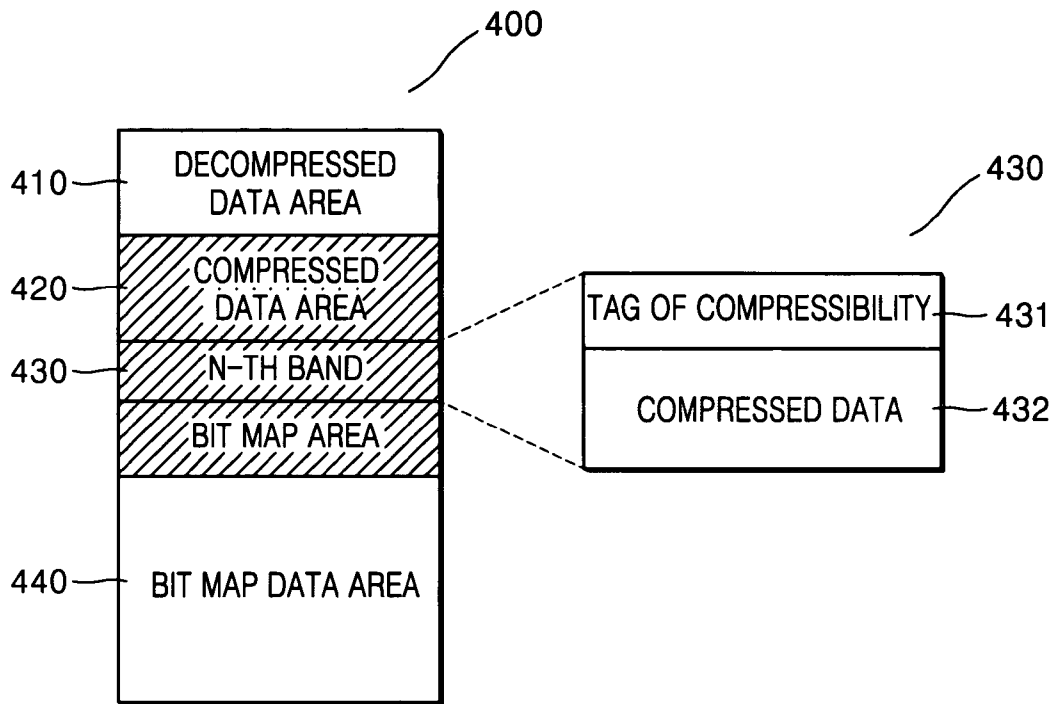 400
410
DECOMPRESSED
DATA AREA
420
COMPRESSED
DATA AREA
430
N-TH BAND
BIT MAP AREA
440
BIT MAP DATA AREA
430
TAG OF COMPRESSIBILITY
431
COMPRESSED DATA
432